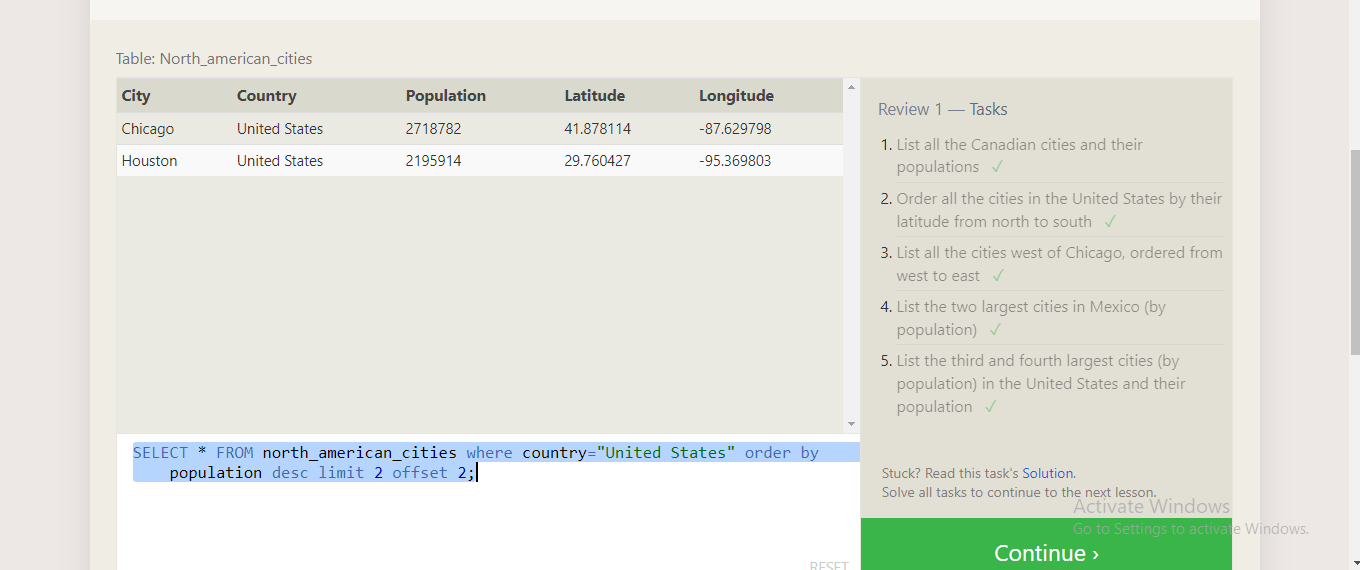 Table: North_american_cities
City Country Population Latitude Longitude
Chicago United States 2718782 41.878114 -87.629798
Houston United States 2195914 29.760427 -95.369803
SELECT * FROM north_american_cities where country="United States" order by
population desc limit 2 offset 2;
RESET
Review 1 — Tasks
1. List all the Canadian cities and their
populations ✓
2. Order all the cities in the United States by their
latitude from north to south ✓
3. List all the cities west of Chicago, ordered from
west to east ✓
4. List the two largest cities in Mexico (by
population) ✓
5. List the third and fourth largest cities (by
population) in the United States and their
population ✓
Stuck? Read this task's Solution.
Solve all tasks to continue to the next lesson.
Activate Windows
Go to Settings to activate Windows.
Continue ›